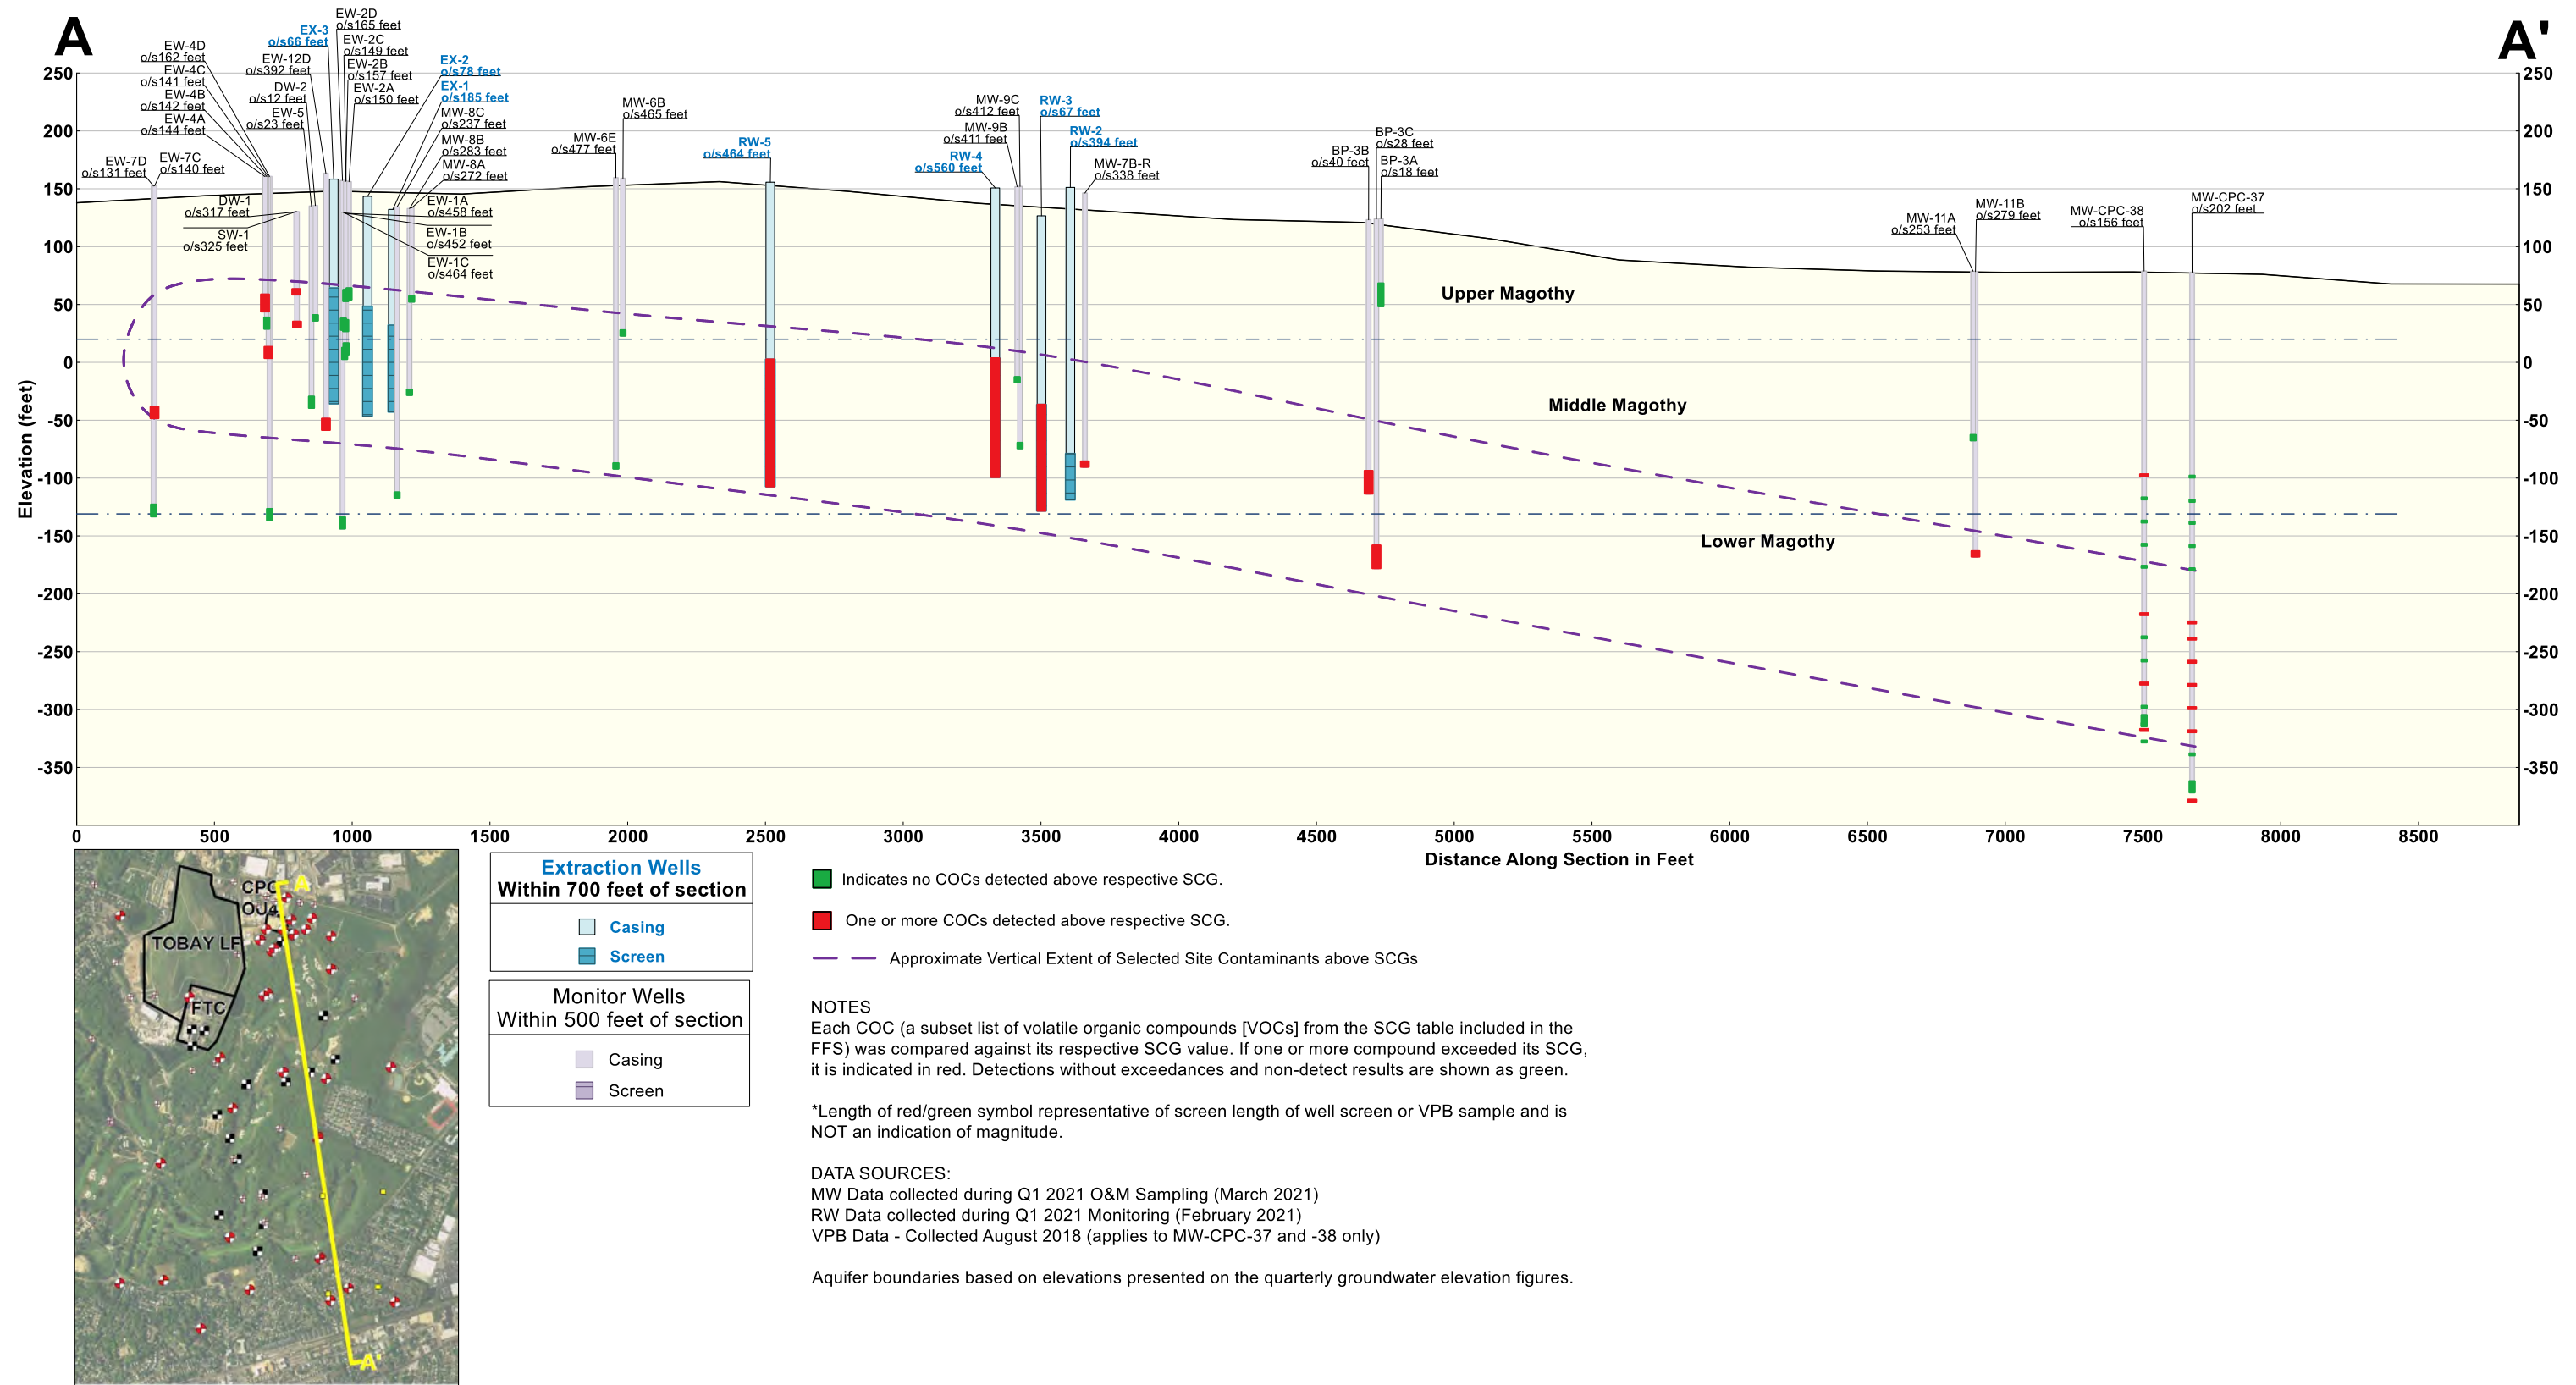 A
A'
EW-2D
o/s165 feet
EX-3
o/s66 feet
EW-2C
o/s149 feet
EW-4D
o/s162 feet
EW-12D
o/s392 feet
EW-2B
o/s157 feet
EX-2
o/s78 feet
EW-4C
o/s141 feet
DW-2
o/s12 feet
EW-2A
o/s150 feet
EX-1
o/s185 feet
EW-4B
o/s142 feet
EW-5
o/s23 feet
MW-8C
o/s237 feet
EW-4A
o/s144 feet
MW-8B
o/s283 feet
MW-8A
o/s272 feet
EW-7D
o/s131 feet
EW-7C
o/s140 feet
DW-1
o/s317 feet
SW-1
o/s325 feet
EW-1A
o/s458 feet
EW-1B
o/s452 feet
EW-1C
o/s464 feet
MW-6B
o/s465 feet
MW-6E
o/s477 feet
RW-5
o/s464 feet
MW-9C
o/s412 feet
MW-9B
o/s411 feet
RW-4
o/s560 feet
RW-3
o/s67 feet
RW-2
o/s394 feet
MW-7B-R
o/s338 feet
BP-3C
o/s28 feet
BP-3B
o/s40 feet
BP-3A
o/s18 feet
MW-11A
o/s253 feet
MW-11B
o/s279 feet
MW-CPC-38
o/s156 feet
MW-CPC-37
o/s202 feet
Elevation (feet)
250
200
150
100
50
0
-50
-100
-150
-200
-250
-300
-350
250
200
150
100
50
0
-50
-100
-150
-200
-250
-300
-350
Upper Magothy
Middle Magothy
Lower Magothy
0 500 1000 1500 2000 2500 3000 3500 4000 4500 5000 5500 6000 6500 7000 7500 8000 8500
Distance Along Section in Feet
CPC
OU4
A
TOBAY LF
FTC
A'
Extraction Wells
Within 700 feet of section
Casing
Screen
Monitor Wells
Within 500 feet of section
Casing
Screen
Indicates no COCs detected above respective SCG.
One or more COCs detected above respective SCG.
Approximate Vertical Extent of Selected Site Contaminants above SCGs
NOTES
Each COC (a subset list of volatile organic compounds [VOCs] from the SCG table included in the
FFS) was compared against its respective SCG value. If one or more compound exceeded its SCG,
it is indicated in red. Detections without exceedances and non-detect results are shown as green.
*Length of red/green symbol representative of screen length of well screen or VPB sample and is
NOT an indication of magnitude.
DATA SOURCES:
MW Data collected during Q1 2021 O&M Sampling (March 2021)
RW Data collected during Q1 2021 Monitoring (February 2021)
VPB Data - Collected August 2018 (applies to MW-CPC-37 and -38 only)
Aquifer boundaries based on elevations presented on the quarterly groundwater elevation figures.